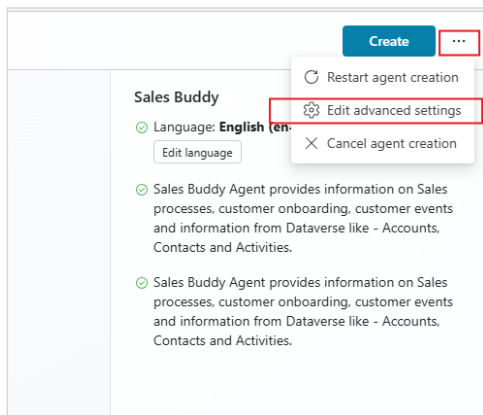 Create
...
Restart agent creation
Edit advanced settings
Cancel agent creation
Sales Buddy
Language: English (en-
Edit language
Sales Buddy Agent provides information on Sales
processes, customer onboarding, customer events
and information from Dataverse like - Accounts,
Contacts and Activities.
Sales Buddy Agent provides information on Sales
processes, customer onboarding, customer events
and information from Dataverse like - Accounts,
Contacts and Activities.